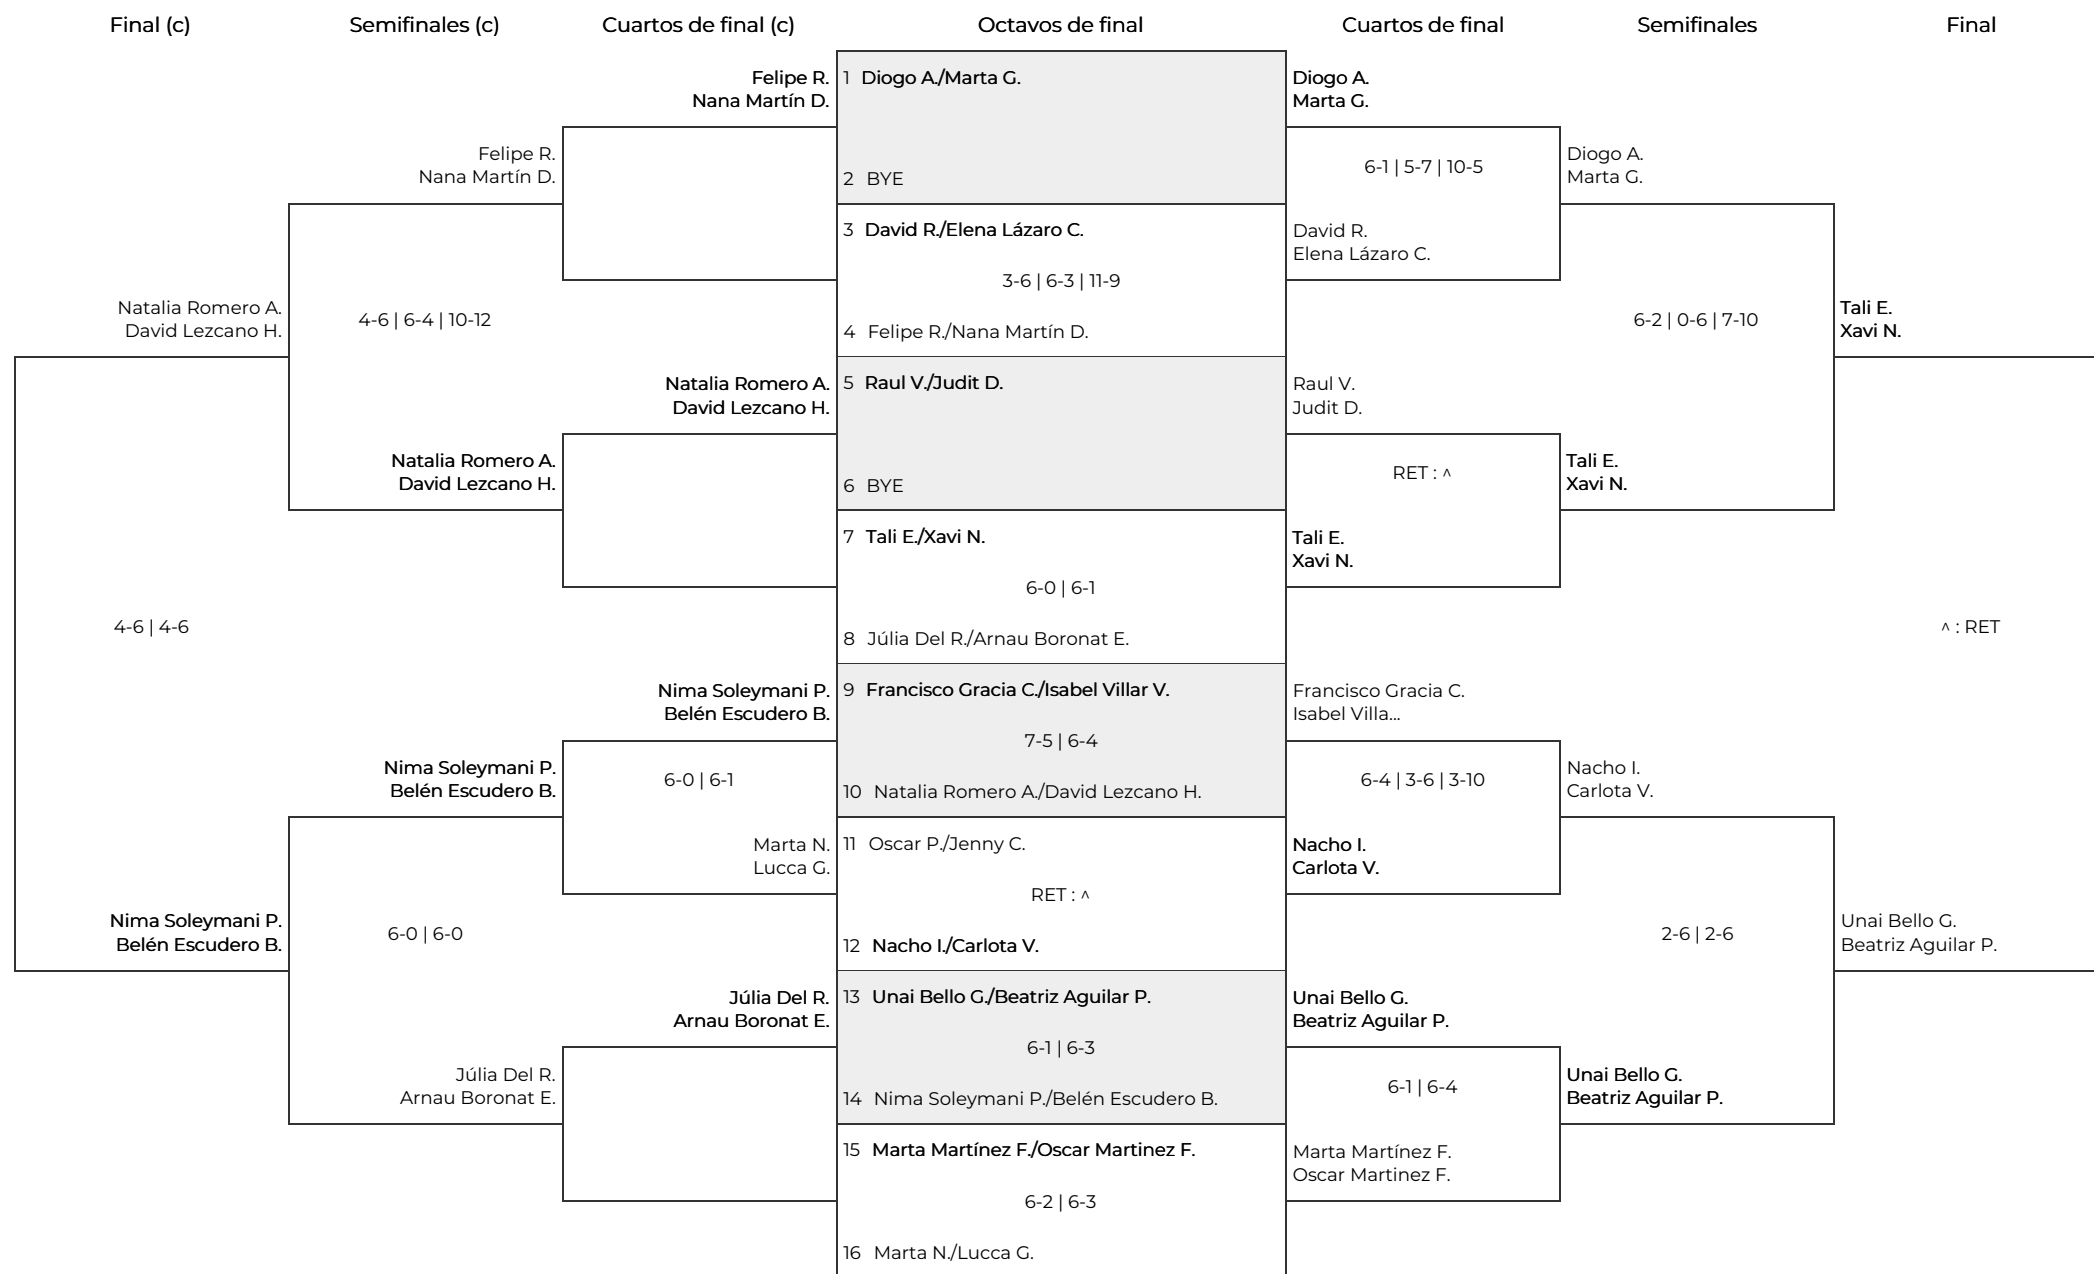 Final (c)
Semifinales (c)
Cuartos de final (c)
Octavos de final
Cuartos de final
Semifinales
Final
Natalia Romero A.
David Lezcano H.
4-6 | 4-6
Nima Soleymani P.
Belén Escudero B.
Felipe R.
Nana Martín D.
4-6 | 6-4 | 10-12
Natalia Romero A.
David Lezcano H.
Nima Soleymani P.
Belén Escudero B.
6-0 | 6-0
Júlia Del R.
Arnau Boronat E.
Felipe R.
Nana Martín D.
Natalia Romero A.
David Lezcano H.
Nima Soleymani P.
Belén Escudero B.
6-0 | 6-1
Marta N.
Lucca G.
Júlia Del R.
Arnau Boronat E.
1 Diogo A./Marta G.
2 BYE
3 David R./Elena Lázaro C.
3-6 | 6-3 | 11-9
4 Felipe R./Nana Martín D.
5 Raul V./Judit D.
6 BYE
7 Tali E./Xavi N.
6-0 | 6-1
8 Júlia Del R./Arnau Boronat E.
9 Francisco Gracia C./Isabel Villar V.
7-5 | 6-4
10 Natalia Romero A./David Lezcano H.
11 Oscar P./Jenny C.
RET : ^
12 Nacho I./Carlota V.
13 Unai Bello G./Beatriz Aguilar P.
6-1 | 6-3
14 Nima Soleymani P./Belén Escudero B.
15 Marta Martínez F./Oscar Martinez F.
6-2 | 6-3
16 Marta N./Lucca G.
Diogo A.
Marta G.
6-1 | 5-7 | 10-5
David R.
Elena Lázaro C.
Raul V.
Judit D.
RET : ^
Tali E.
Xavi N.
Francisco Gracia C.
Isabel Villa...
6-4 | 3-6 | 3-10
Nacho I.
Carlota V.
Unai Bello G.
Beatriz Aguilar P.
6-1 | 6-4
Marta Martínez F.
Oscar Martinez F.
Diogo A.
Marta G.
6-2 | 0-6 | 7-10
Tali E.
Xavi N.
Nacho I.
Carlota V.
2-6 | 2-6
Unai Bello G.
Beatriz Aguilar P.
Tali E.
Xavi N.
^ : RET
Unai Bello G.
Beatriz Aguilar P.